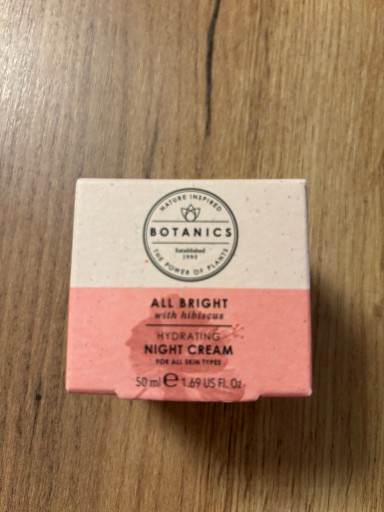 NATURE INSPIRED
BOTANICS
Established
1995
THE POWER OF PLANTS
ALL BRIGHT
with hibiscus
HYDRATING
NIGHT CREAM
FOR ALL SKIN TYPES
50 ml e 1.69 US FL.Oz